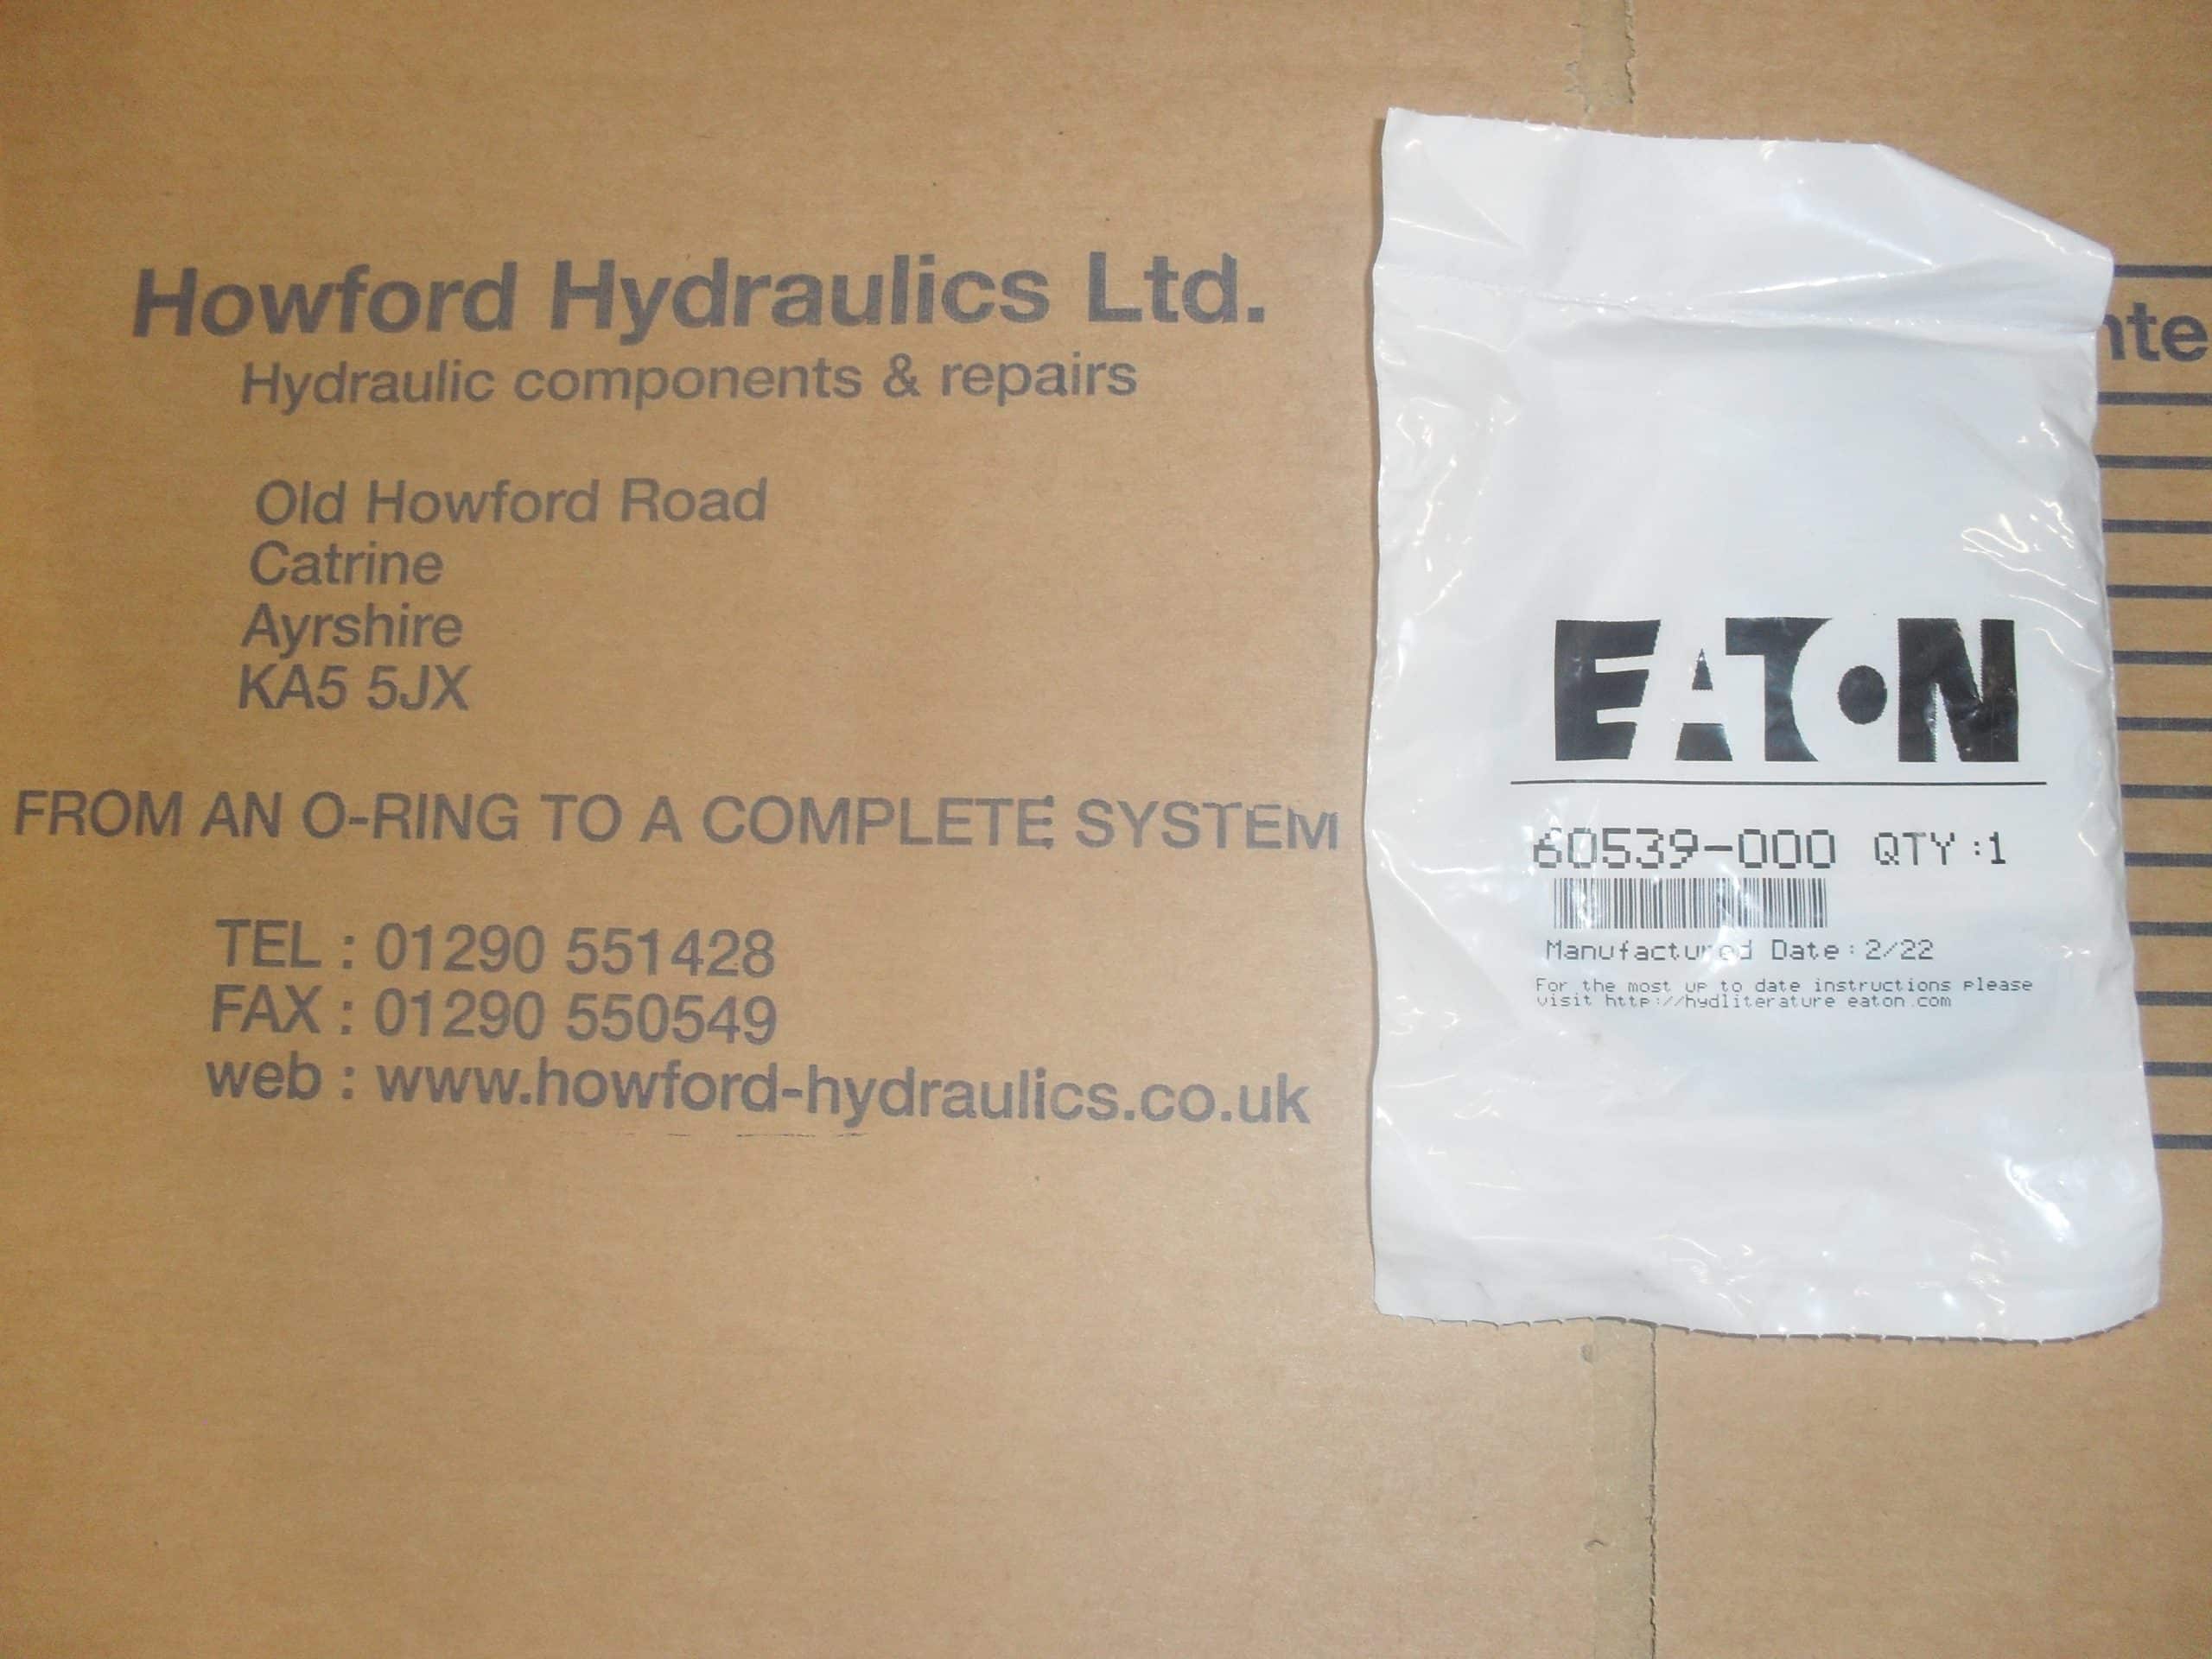 Howford Hydraulics Ltd.
Hydraulic components & repairs
Old Howford Road
Catrine
Ayrshire
KA5 5JX
FROM AN O-RING TO A COMPLETE SYSTEM
TEL : 01290 551428
FAX : 01290 550549
web : www.howford-hydraulics.co.uk
EATON
60539-000 QTY :1
Manufactured Date: 2/22
For the most up to date instructions please
visit http://hydliterature.eaton.com